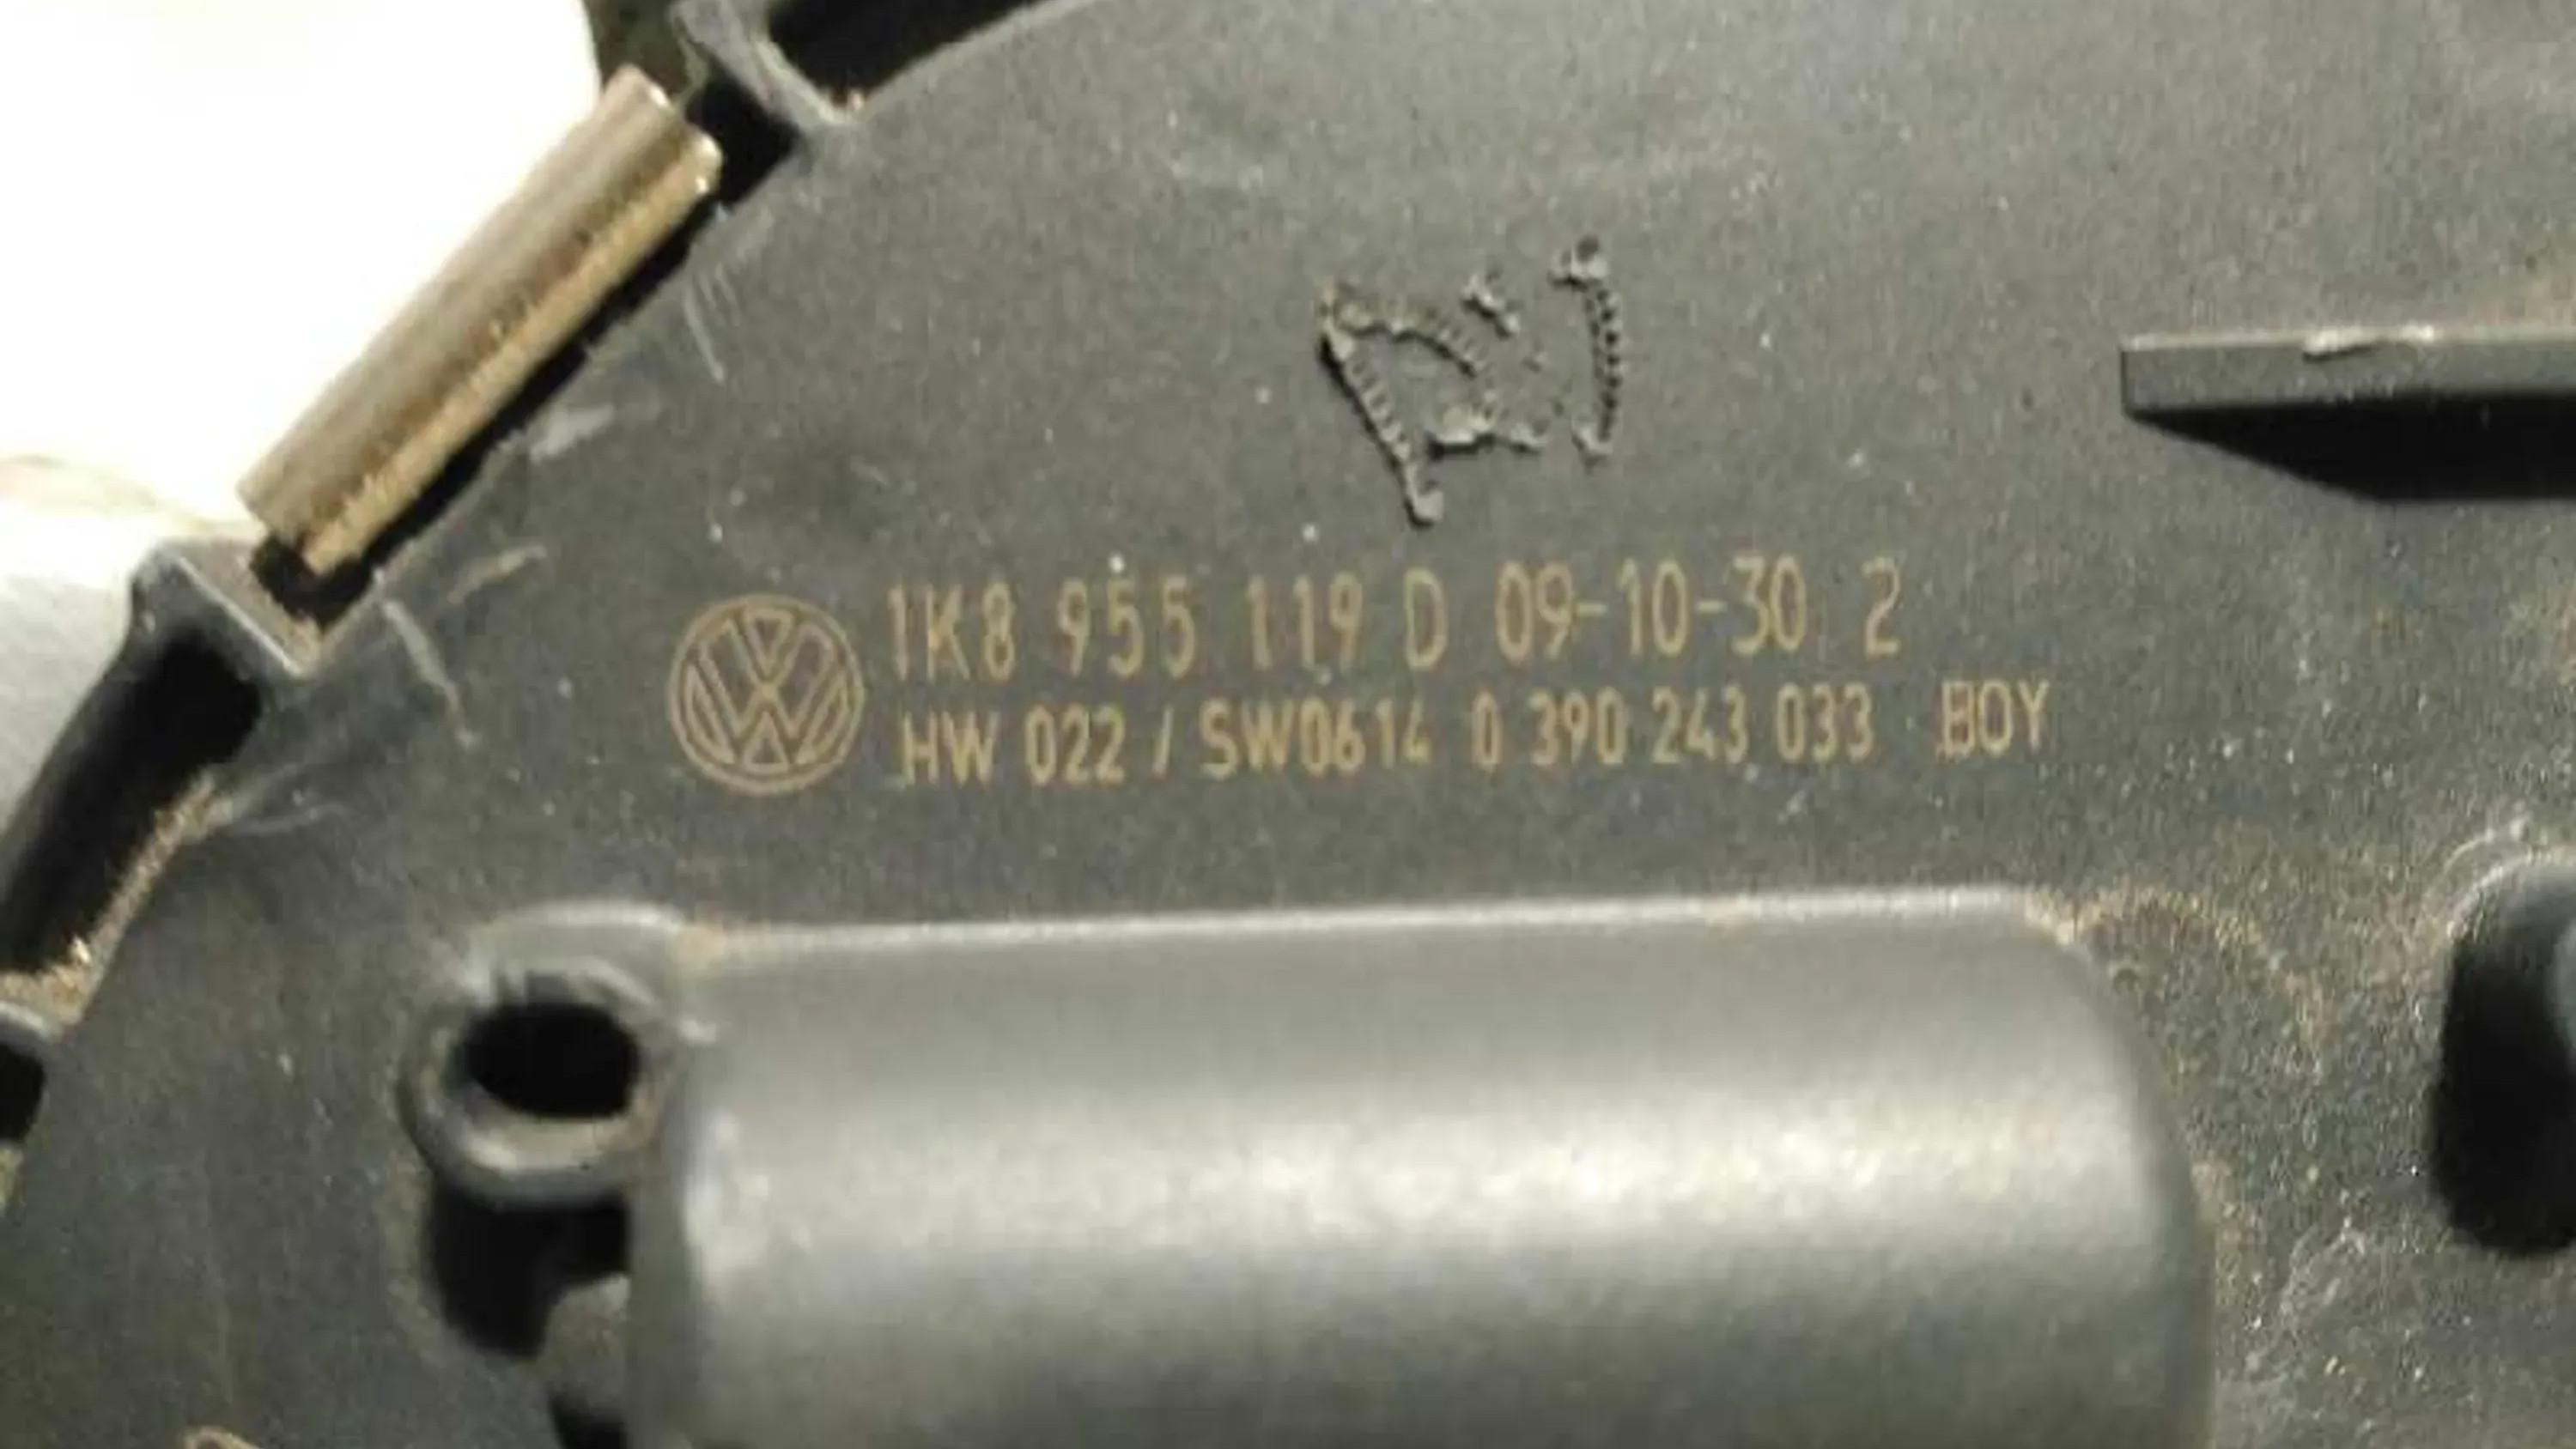 1K8 955 119 D 09-10-30 2
HW 022 / SW0614 0 390 243 033 BOY